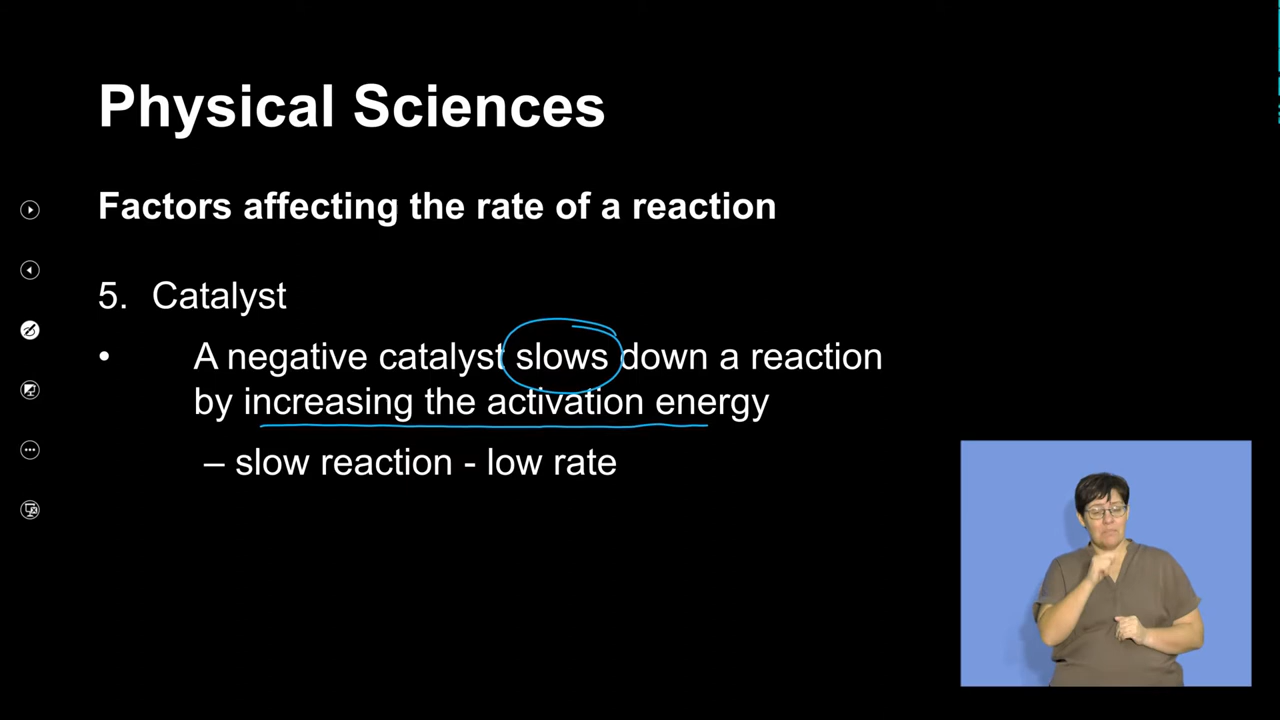 Physical Sciences
Factors affecting the rate of a reaction
5. Catalyst
• A negative catalyst slows down a reaction
by increasing the activation energy
– slow reaction - low rate